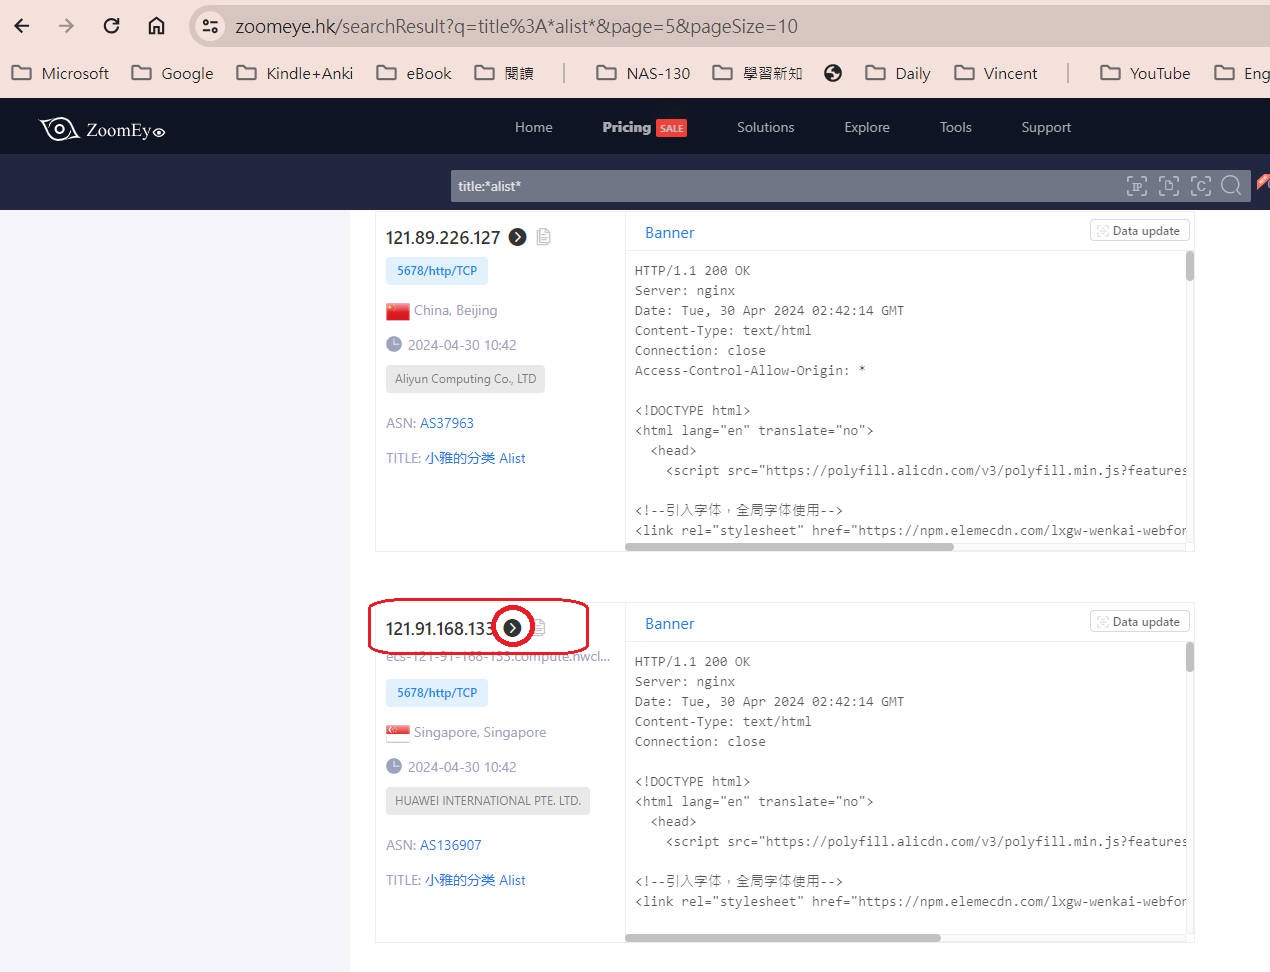 zoomeye.hk/searchResult?q=title%3A*alist*&page=5&pageSize=10
Microsoft Google Kindle+Anki eBook 閱讀 NAS-130 學習新知 Daily Vincent YouTube Eng
ZoomEye Home Pricing SALE Solutions Explore Tools Support
title:*alist*
121.89.226.127
5678/http/TCP
China, Beijing
2024-04-30 10:42
Aliyun Computing Co., LTD
ASN: AS37963
TITLE: 小雅的分类 Alist
Banner
Data update
HTTP/1.1 200 OK
Server: nginx
Date: Tue, 30 Apr 2024 02:42:14 GMT
Content-Type: text/html
Connection: close
Access-Control-Allow-Origin: *
<!DOCTYPE html>
<html lang="en" translate="no">
<head>
<script src="https://polyfill.alicdn.com/v3/polyfill.min.js?features
<!--引入字体，全局字体使用-->
<link rel="stylesheet" href="https://npm.elemecdn.com/lxgw-wenkai-webfon
121.91.168.133
ecs-121-91-168-133.compute.hwcl...
5678/http/TCP
Singapore, Singapore
2024-04-30 10:42
HUAWEI INTERNATIONAL PTE. LTD.
ASN: AS136907
TITLE: 小雅的分类 Alist
Banner
Data update
HTTP/1.1 200 OK
Server: nginx
Date: Tue, 30 Apr 2024 02:42:14 GMT
Content-Type: text/html
Connection: close
<!DOCTYPE html>
<html lang="en" translate="no">
<head>
<script src="https://polyfill.alicdn.com/v3/polyfill.min.js?features
<!--引入字体，全局字体使用-->
<link rel="stylesheet" href="https://npm.elemecdn.com/lxgw-wenkai-webfon